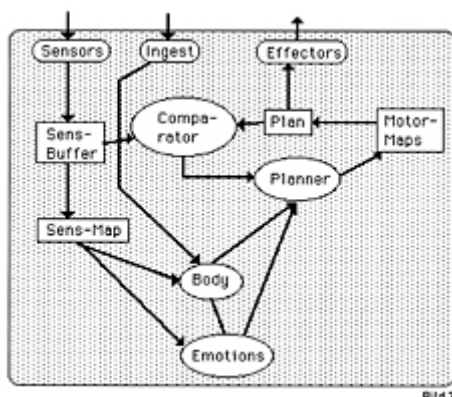 Sensors
Ingest
Effectors
Compa-
rator
Plan
Motor-
Maps
Sens-
Buffer
Planner
Sens-Map
Body
Emotions